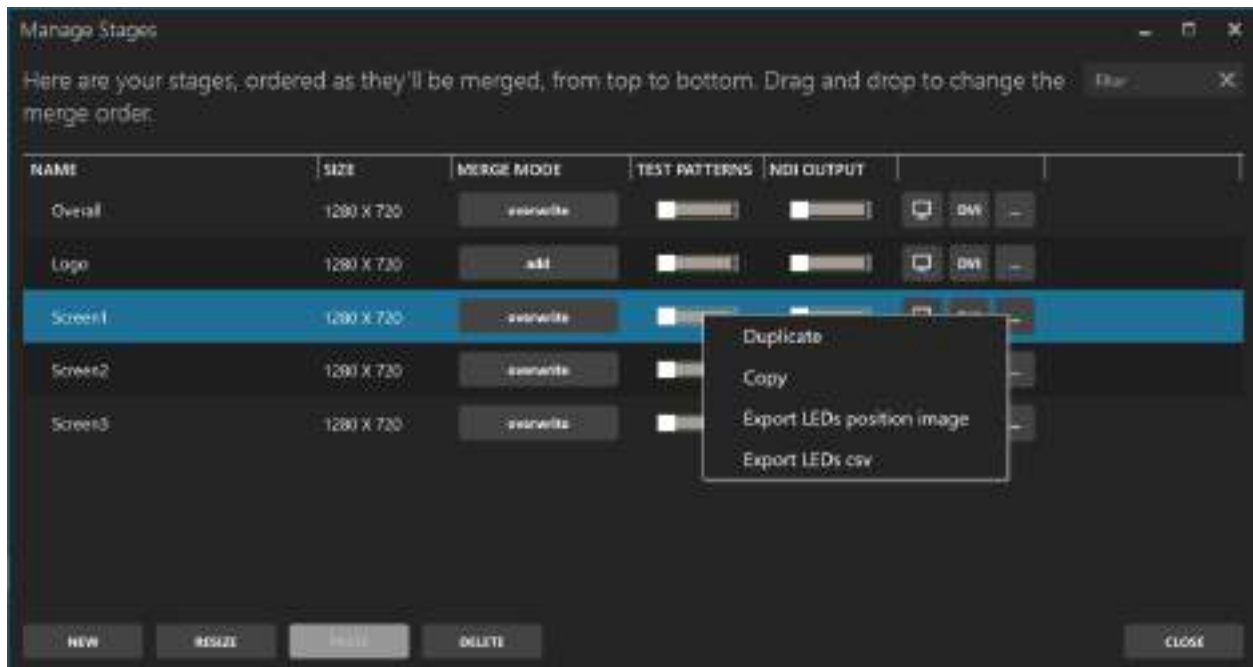 Manage Stages
Here are your stages, ordered as they'll be merged, from top to bottom. Drag and drop to change the
merge order.
Filter
NAME SIZE MERGE MODE TEST PATTERNS NDI OUTPUT
Overall 1280 X 720 overwrite DVI ...
Logo 1280 X 720 add DVI ...
Screen1 1280 X 720 overwrite
Screen2 1280 X 720 overwrite
Screen3 1280 X 720 overwrite
Duplicate
Copy
Export LEDs position image
Export LEDs csv
NEW RESIZE DELETE CLOSE